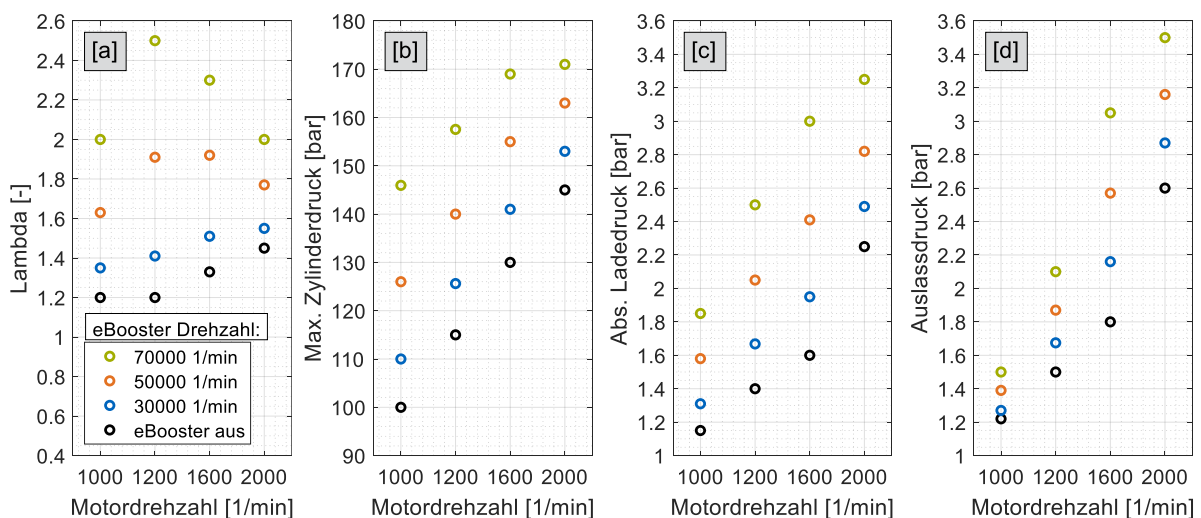 [a]
2.6
2.4
2.2
2
1.8
1.6
1.4
1.2
1
0.8
0.6
0.4
Lambda [-]
eBooster Drehzahl:
70000 1/min
50000 1/min
30000 1/min
eBooster aus
1000 1200 1600 2000
Motordrehzahl [1/min]
[b]
180
170
160
150
140
130
120
110
100
90
Max. Zylinderdruck [bar]
1000 1200 1600 2000
Motordrehzahl [1/min]
[c]
3.6
3.4
3.2
3
2.8
2.6
2.4
2.2
2
1.8
1.6
1.4
1.2
1
Abs. Ladedruck [bar]
1000 1200 1600 2000
Motordrehzahl [1/min]
[d]
3.6
3.4
3.2
3
2.8
2.6
2.4
2.2
2
1.8
1.6
1.4
1.2
1
Auslassdruck [bar]
1000 1200 1600 2000
Motordrehzahl [1/min]